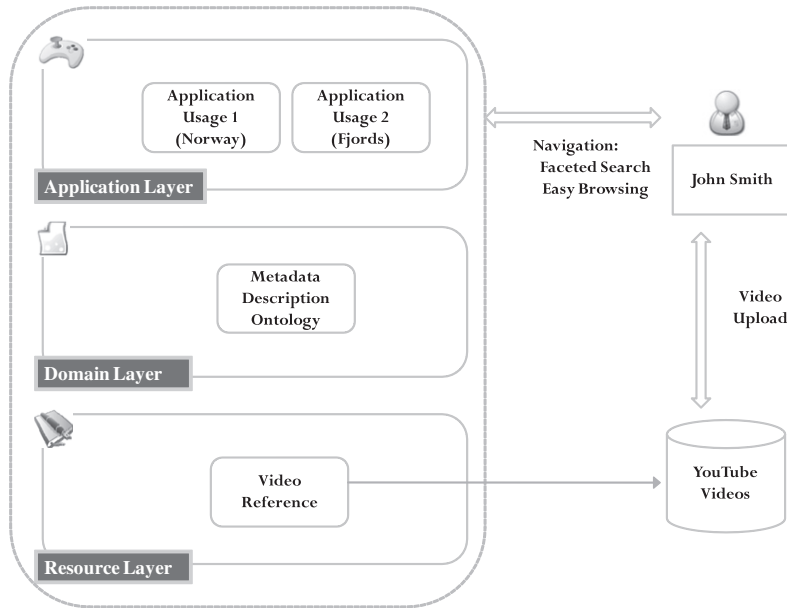 Application
Usage 1
(Norway)
Application
Usage 2
(Fjords)
Application Layer
Navigation:
Faceted Search
Easy Browsing
John Smith
Metadata
Description
Ontology
Domain Layer
Video
Upload
Video
Reference
YouTube
Videos
Resource Layer